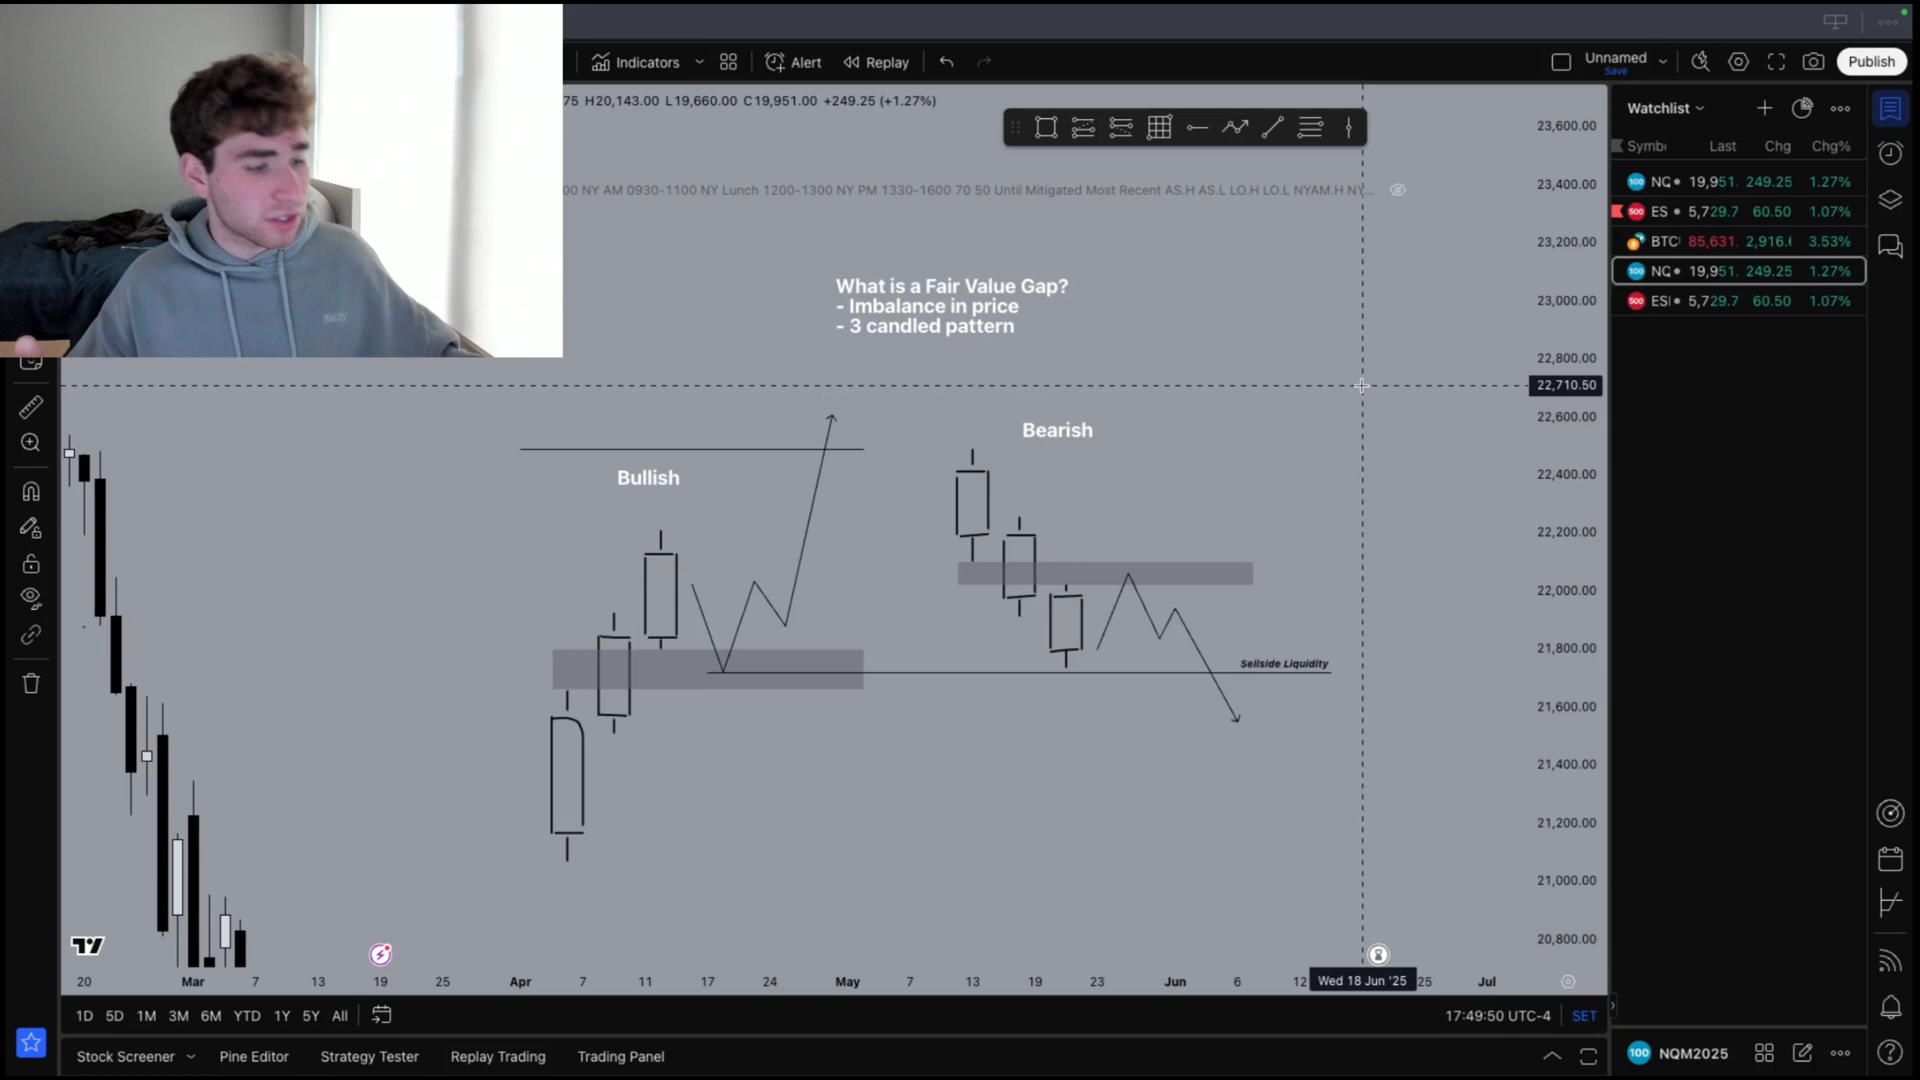 Indicators
Alert
Replay
Unnamed
Save
Publish
75 H20,143.00 L19,660.00 C19,951.00 +249.25 (+1.27%)
00 NY AM 0930-1100 NY Lunch 1200-1300 NY PM 1330-1600 70 50 Until Mitigated Most Recent AS.H AS.L LO.H LO.L NYAM.H NY...
What is a Fair Value Gap?
- Imbalance in price
- 3 candled pattern
Bullish
Bearish
Sellside Liquidity
23,600.00
23,400.00
23,200.00
23,000.00
22,800.00
22,710.50
22,600.00
22,400.00
22,200.00
22,000.00
21,800.00
21,600.00
21,400.00
21,200.00
21,000.00
20,800.00
20 Mar 7 13 19 25 Apr 7 11 17 24 May 7 13 19 23 Jun 6 12 Wed 18 Jun '25 25 Jul
1D 5D 1M 3M 6M YTD 1Y 5Y All
17:49:50 UTC-4 SET
Stock Screener Pine Editor Strategy Tester Replay Trading Trading Panel
Watchlist
Symb Last Chg Chg%
100 NQ 19,951. 249.25 1.27%
500 ES 5,729.7 60.50 1.07%
BTC 85,631. 2,916. 3.53%
100 NQ 19,951. 249.25 1.27%
500 ES 5,729.7 60.50 1.07%
100 NQM2025